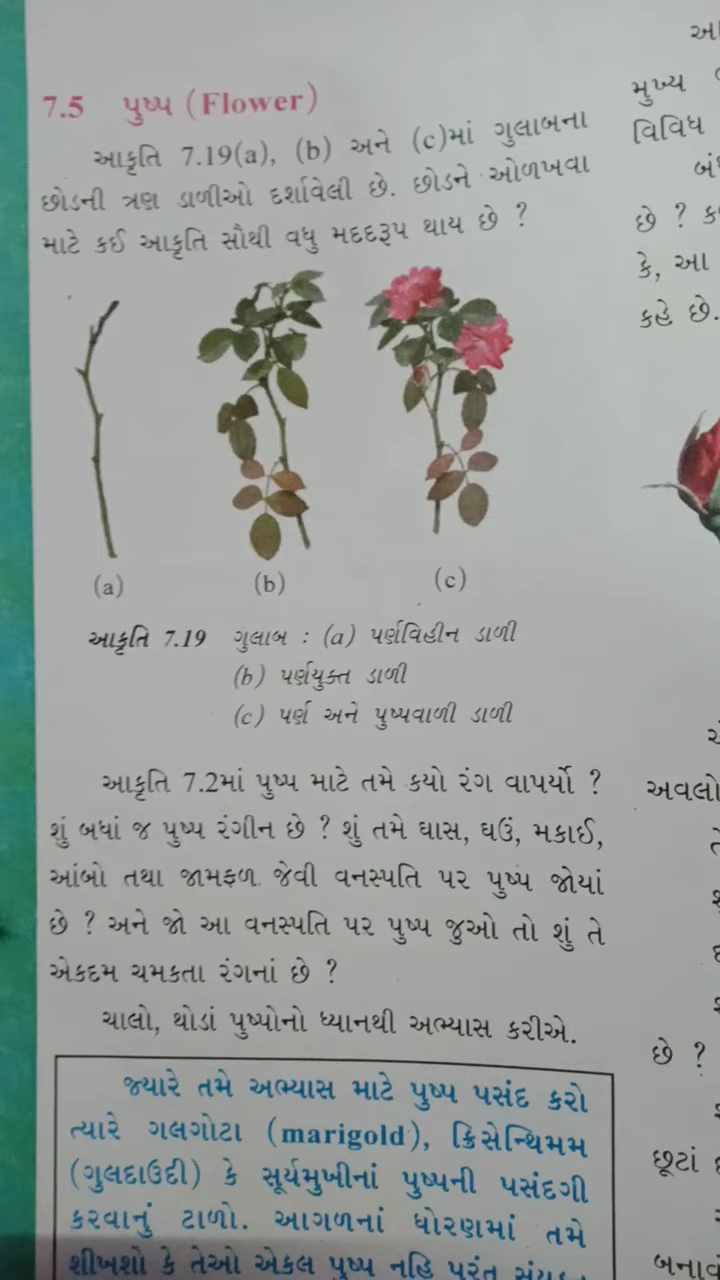 7.5 પુષ્પ (Flower)
આકૃતિ 7.19(a), (b) અને (c)માં ગુલાબના
છોડની ત્રણ ડાળીઓ દર્શાવેલી છે. છોડને ઓળખવા
માટે કઈ આકૃતિ સૌથી વધુ મદદરૂપ થાય છે ?
(a) (b) (c)
આકૃતિ 7.19 ગુલાબ : (a) પર્ણવિહીન ડાળી
(b) પર્ણયુક્ત ડાળી
(c) પર્ણ અને પુષ્પવાળી ડાળી
આકૃતિ 7.2માં પુષ્પ માટે તમે કયો રંગ વાપર્યો ?
શું બધાં જ પુષ્પ રંગીન છે ? શું તમે ઘાસ, ઘઉં, મકાઈ,
આંબો તથા જામફળ જેવી વનસ્પતિ પર પુષ્પ જોયાં
છે ? અને જો આ વનસ્પતિ પર પુષ્પ જુઓ તો શું તે
એકદમ ચમકતા રંગનાં છે ?
ચાલો, થોડાં પુષ્પોનો ધ્યાનથી અભ્યાસ કરીએ.
જ્યારે તમે અભ્યાસ માટે પુષ્પ પસંદ કરો
ત્યારે ગલગોટા (marigold), ક્રિસેન્થિમમ
(ગુલદાઉદી) કે સૂર્યમુખીનાં પુષ્પની પસંદગી
કરવાનું ટાળો. આગળનાં ધોરણમાં તમે
શીખશો કે તેઓ એકલ પુષ્પ નહિ પરંતુ
મુખ્ય
વિવિધ
છે ?
કે, આ
કહે છે.
છે ?
છૂટાં